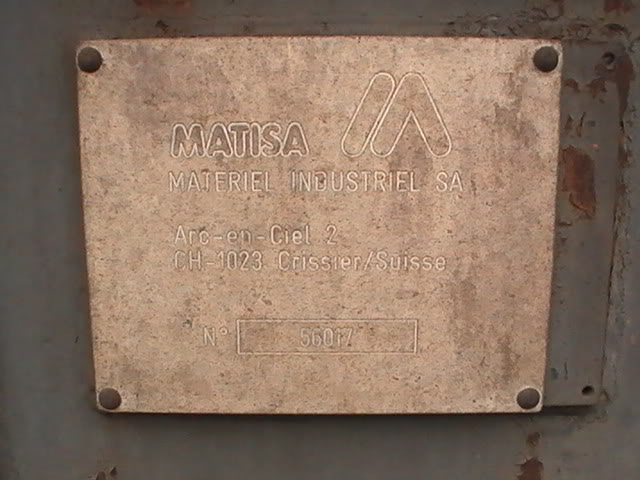 MATISA
MATERIEL INDUSTRIEL SA
Arc-en-Ciel 2
CH-1023 Crissier/Suisse
N° 56017